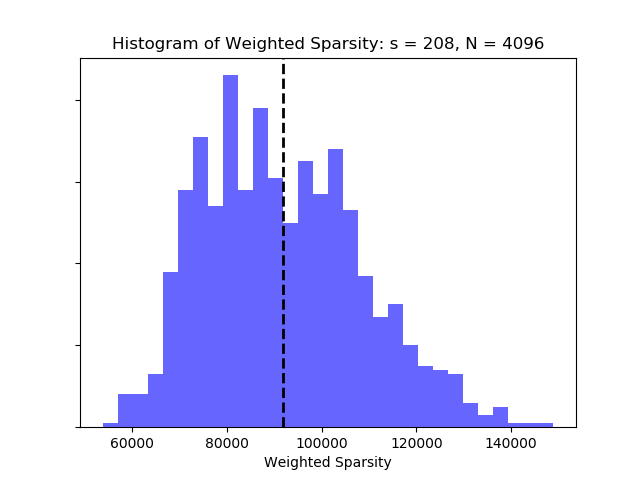 Histogram of Weighted Sparsity: s = 208, N = 4096
60000 80000 100000 120000 140000
Weighted Sparsity